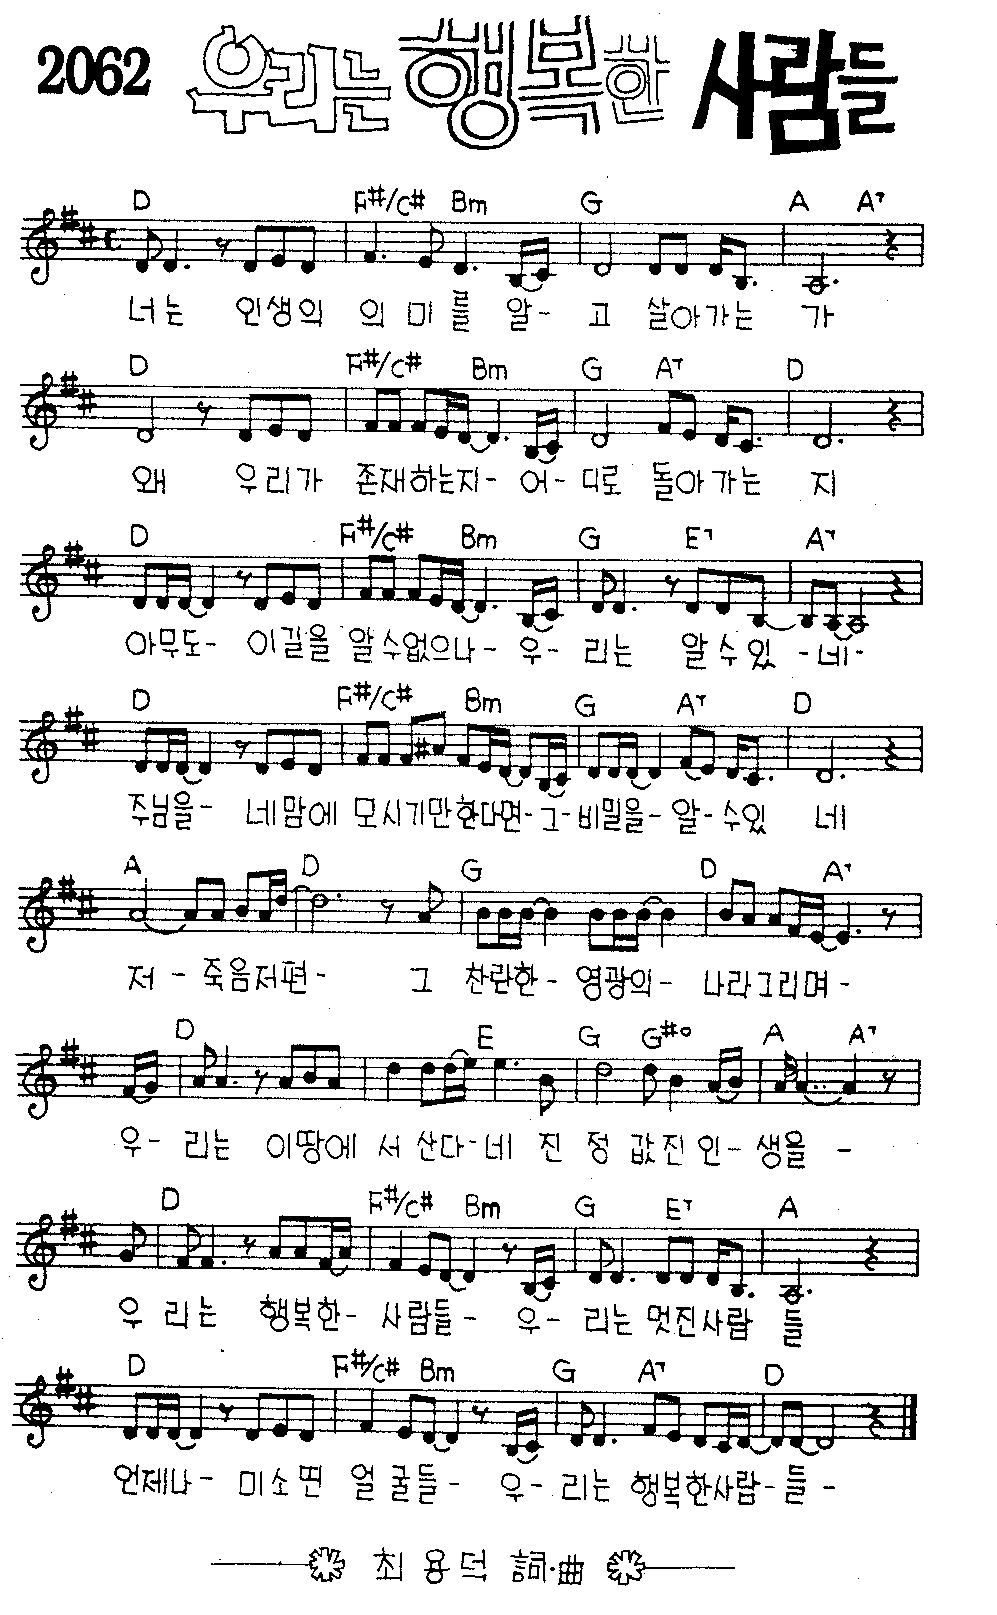 2062 우리는 행복한 사람들
D F#/C# Bm G A A7
너는 인생의 의미를 알- 고 살아가는 가
D F#/C# Bm G A7 D
왜 우리가 존재하는지- 어- 디로 돌아가는 지
D F#/C# Bm G E7 A7
아무도- 이길을 알수없으나- 우- 리는 알수있 -네-
D F#/C# Bm G A7 D
주님을- 네맘에 모시기만한다면-그-비밀을-알-수있 네
A D G D A7
저 - 죽음저편- 그 찬란한- 영광의- 나라그리며-
D E G G#° A A7
우- 리는 이땅에 서 산다-네 진 정 값진 인-생을 -
D F#/C# Bm G E7 A
우 리는 행복한- 사람들- 우- 리는 멋진사람 들
D F#/C# Bm G A7 D
언제나- 미소띤 얼굴들- 우- 리는 행복한사람-들-
최용덕 詞·曲